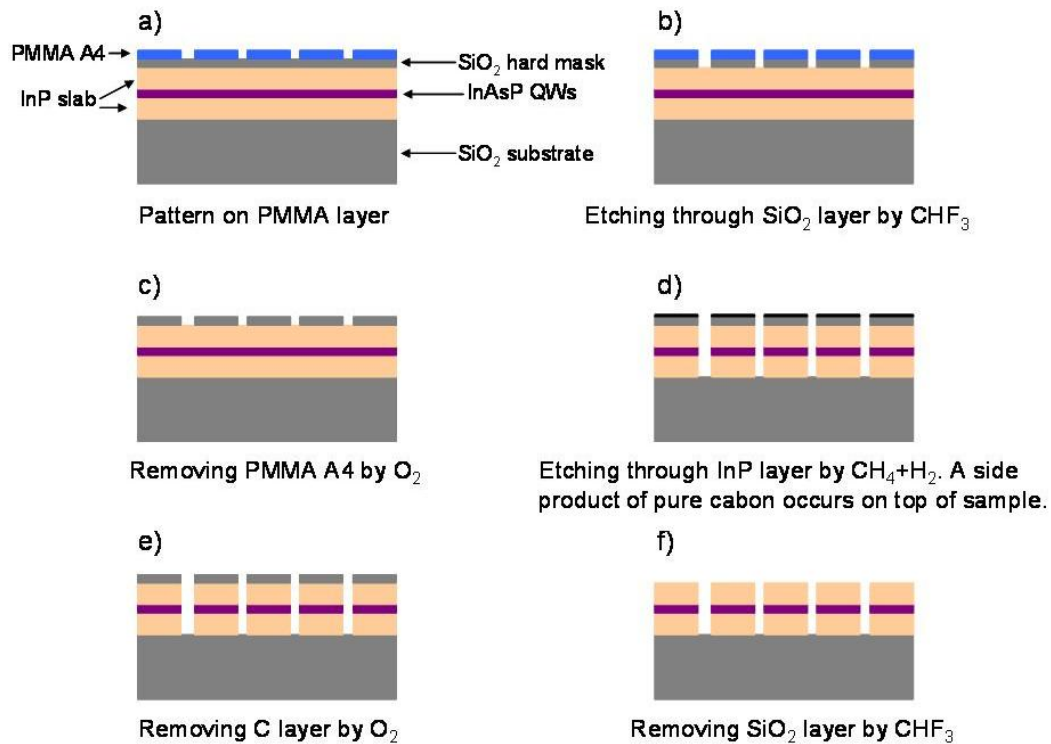 a)
PMMA A4
SiO₂ hard mask
InP slab
InAsP QWs
SiO₂ substrate
Pattern on PMMA layer
b)
Etching through SiO₂ layer by CHF₃
c)
Removing PMMA A4 by O₂
d)
Etching through InP layer by CH₄+H₂. A side
product of pure cabon occurs on top of sample.
e)
Removing C layer by O₂
f)
Removing SiO₂ layer by CHF₃